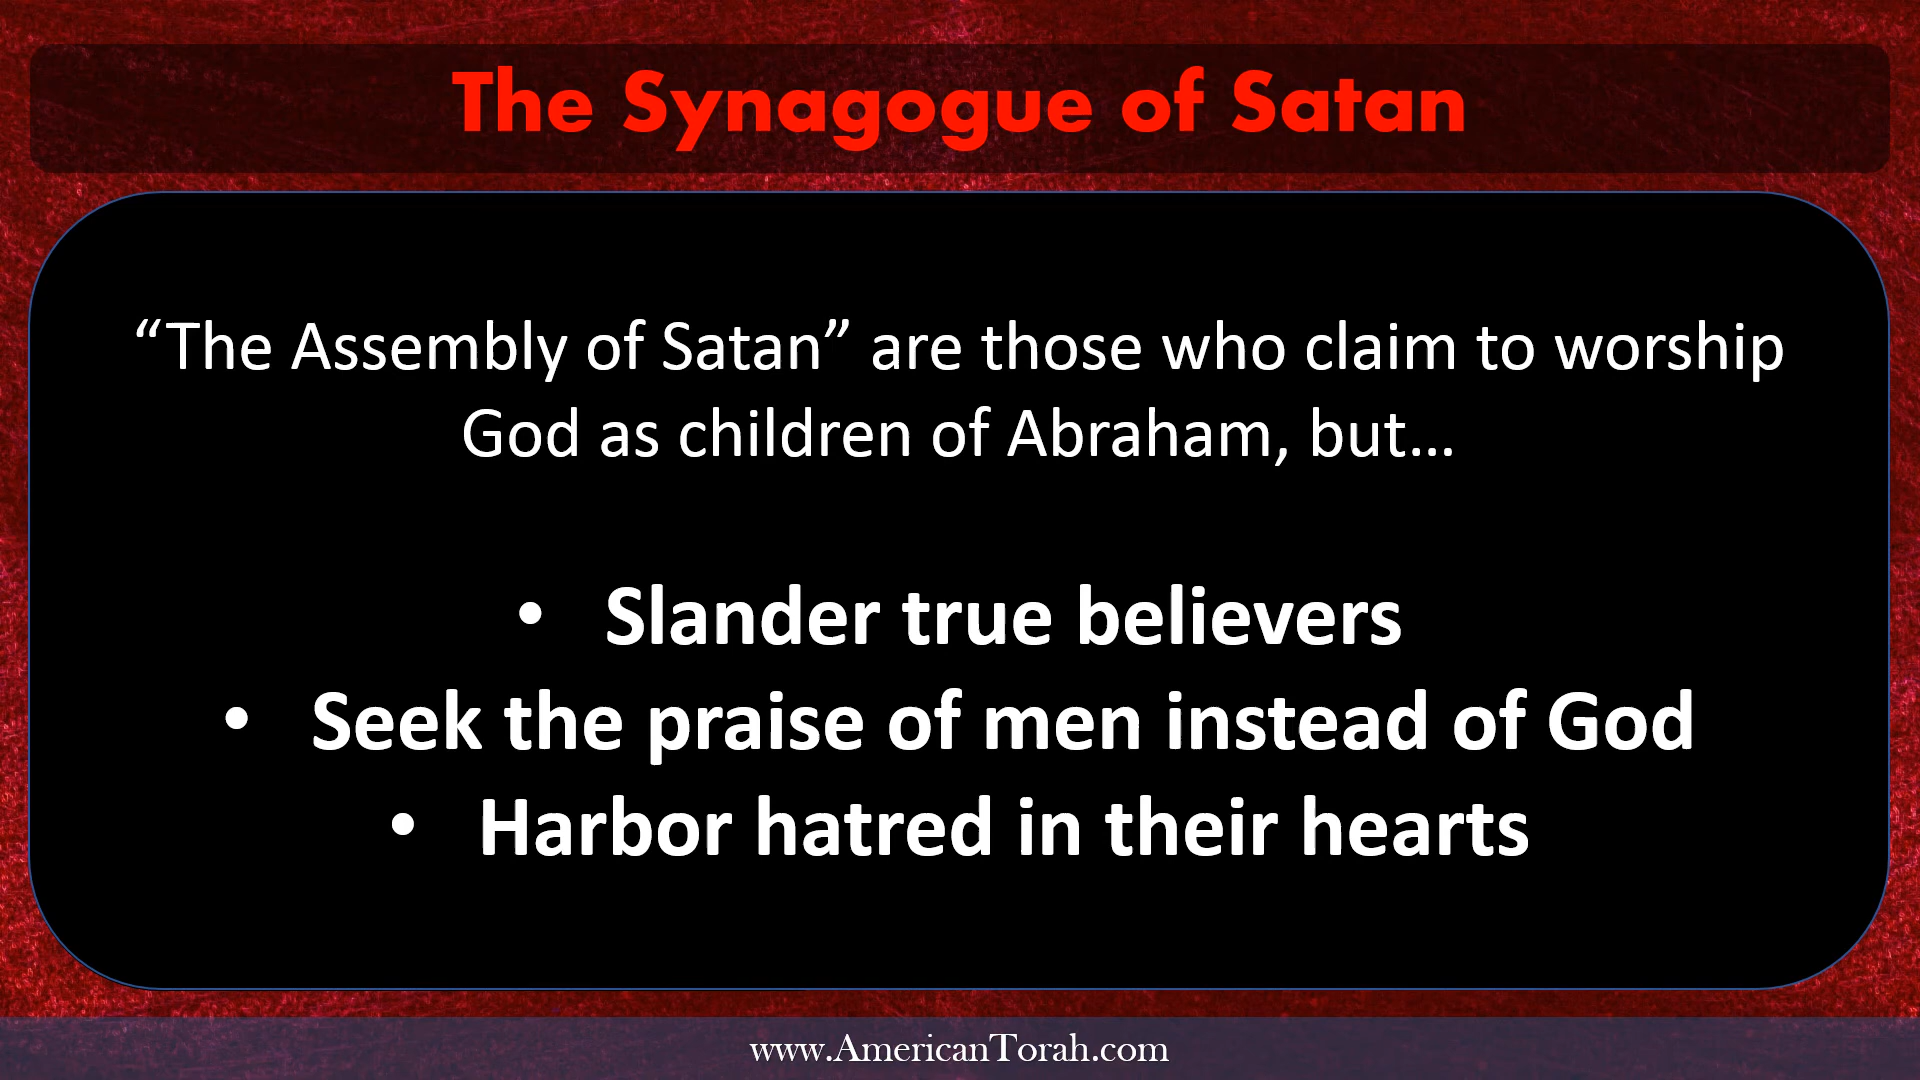 The Synagogue of Satan
“The Assembly of Satan” are those who claim to worship
God as children of Abraham, but…
• Slander true believers
• Seek the praise of men instead of God
• Harbor hatred in their hearts
www.AmericanTorah.com